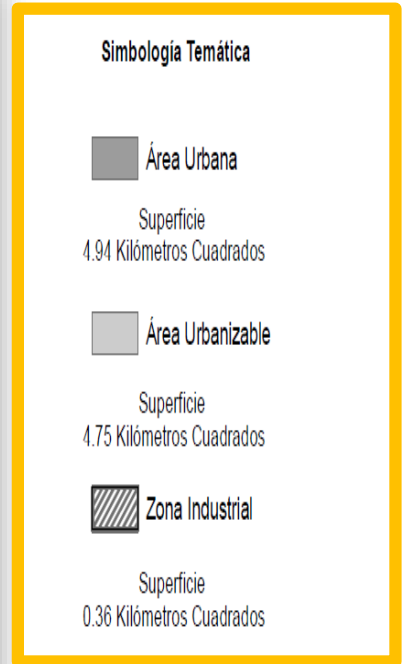 Simbología Temática
Área Urbana
Superficie
4.94 Kilómetros Cuadrados
Área Urbanizable
Superficie
4.75 Kilómetros Cuadrados
Zona Industrial
Superficie
0.36 Kilómetros Cuadrados